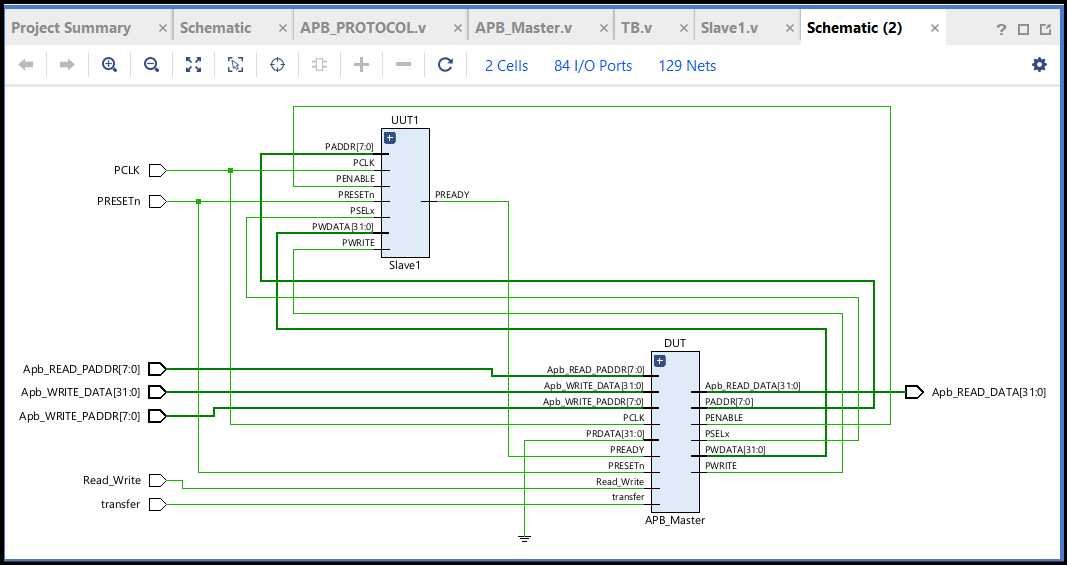 Project Summary × Schematic × APB_PROTOCOL.v × APB_Master.v × TB.v × Slave1.v × Schematic (2) × ?
2 Cells 84 I/O Ports 129 Nets
UUT1
PADDR[7:0]
PCLK PCLK
PENABLE
PRESETn PRESETn PREADY
PSELx
PWDATA[31:0]
PWRITE
Slave1
DUT
Apb_READ_PADDR[7:0] Apb_READ_PADDR[7:0]
Apb_WRITE_DATA[31:0] Apb_WRITE_DATA[31:0] Apb_READ_DATA[31:0] Apb_READ_DATA[31:0]
Apb_WRITE_PADDR[7:0] Apb_WRITE_PADDR[7:0] PADDR[7:0]
PCLK PENABLE
PRDATA[31:0] PSELx
PREADY PWDATA[31:0]
PRESETn PWRITE
Read_Write Read_Write
transfer transfer
APB_Master